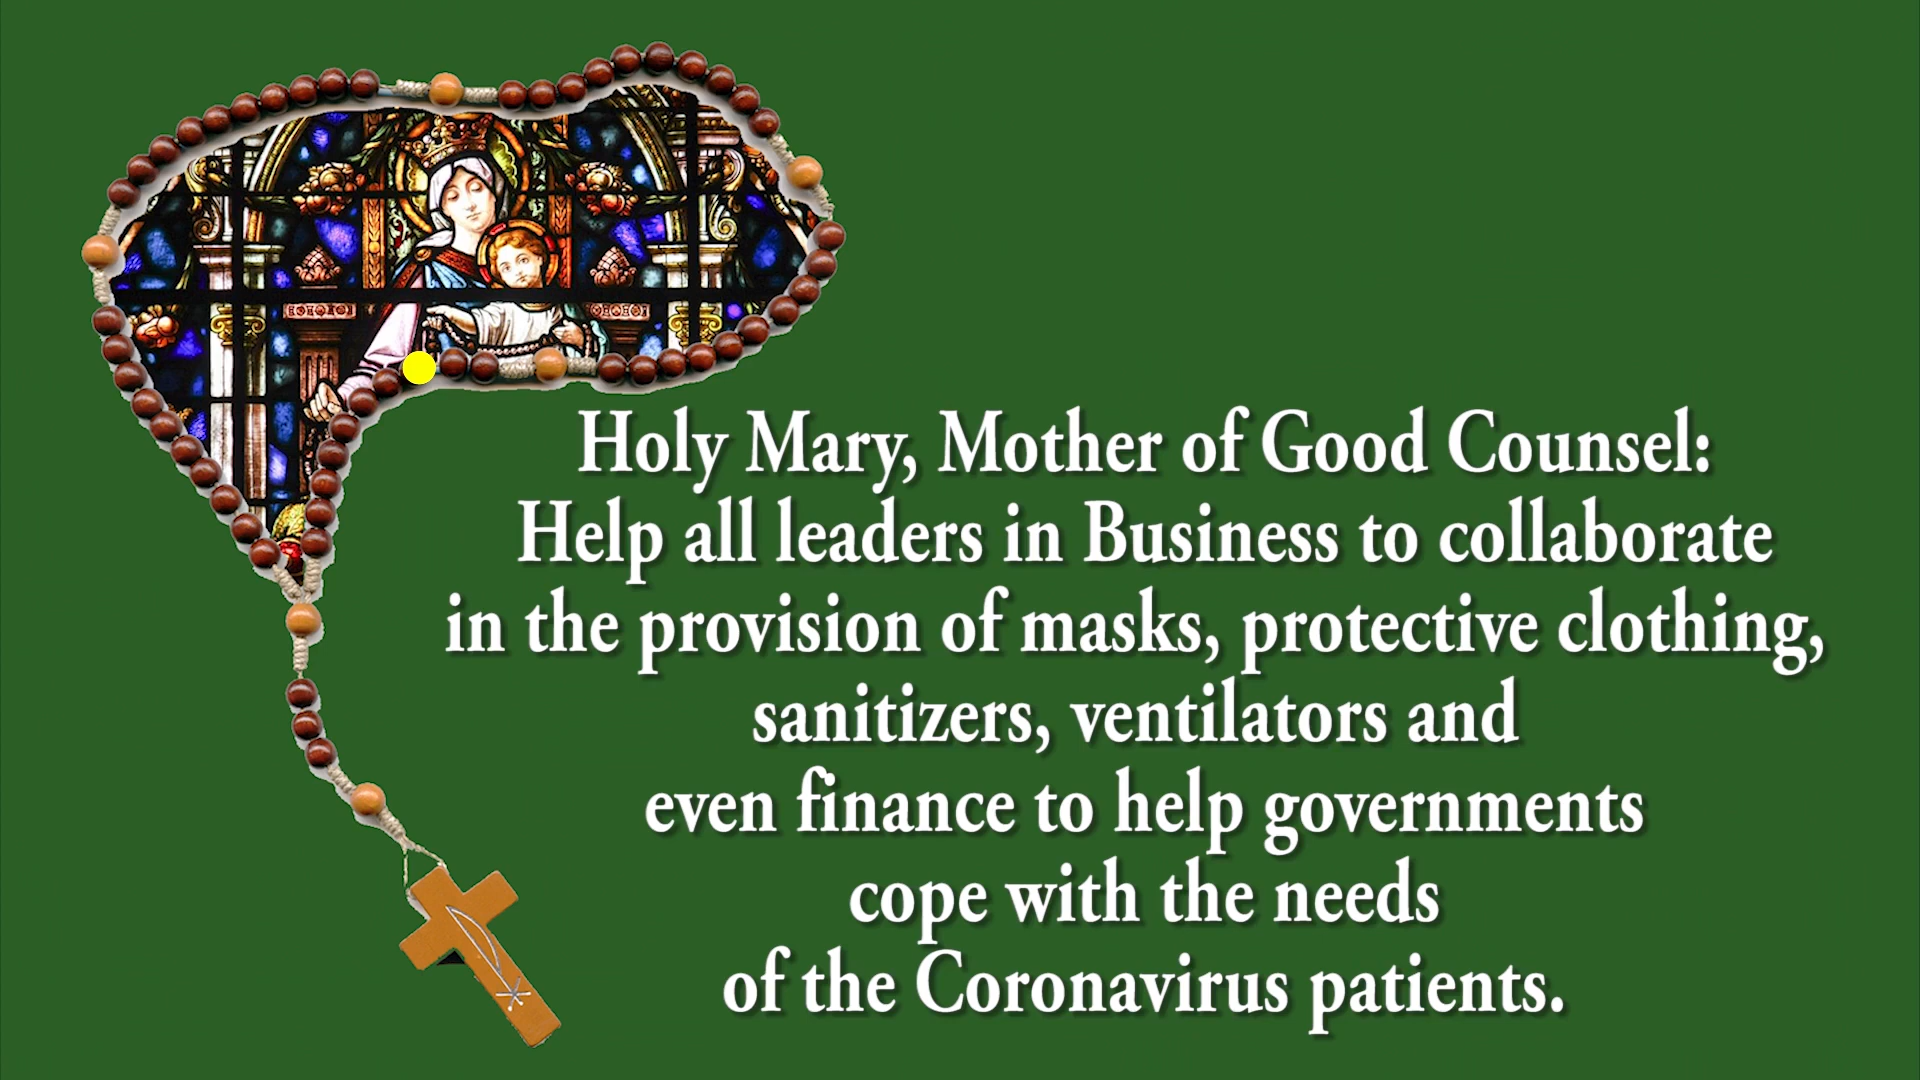 Holy Mary, Mother of Good Counsel:
Help all leaders in Business to collaborate
in the provision of masks, protective clothing,
sanitizers, ventilators and
even finance to help governments
cope with the needs
of the Coronavirus patients.